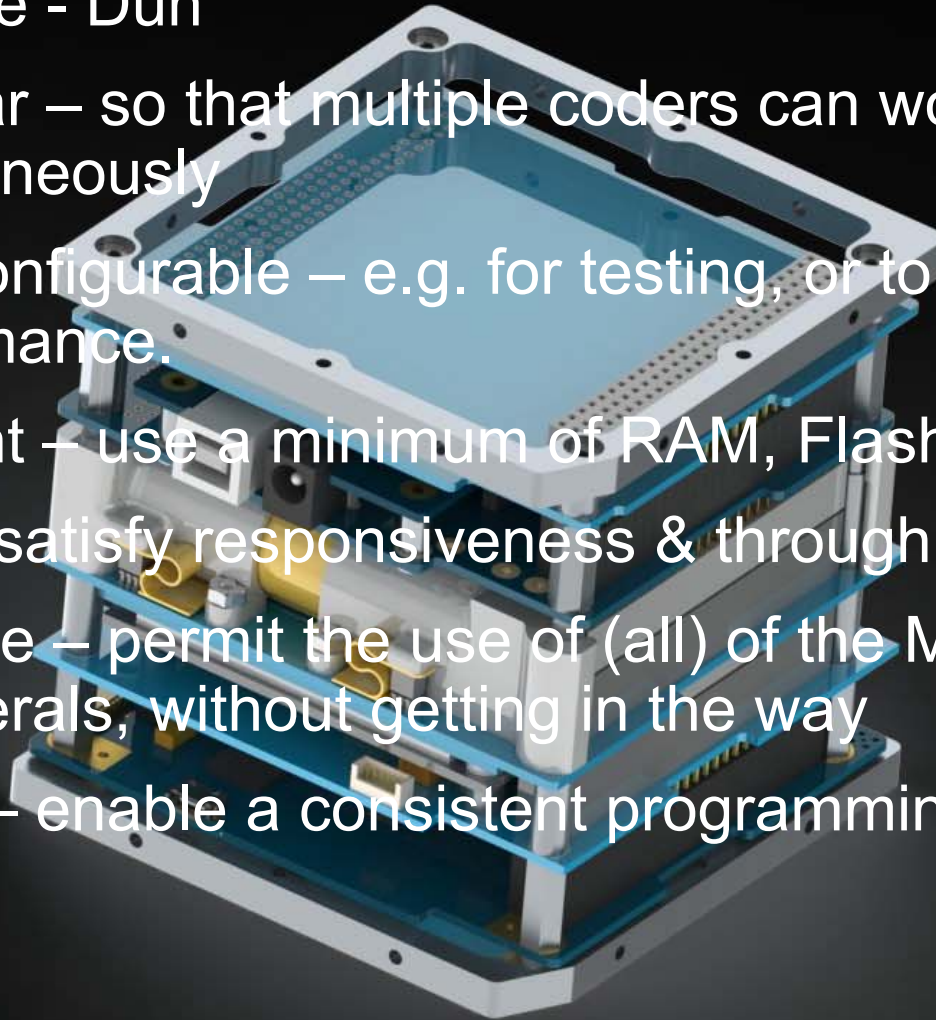 e - Duh
ar – so that multiple coders can wo
neously
onfigurable – e.g. for testing, or to
nance.
nt – use a minimum of RAM, Flash
satisfy responsiveness & through
e – permit the use of (all) of the M
erals, without getting in the way
– enable a consistent programmin